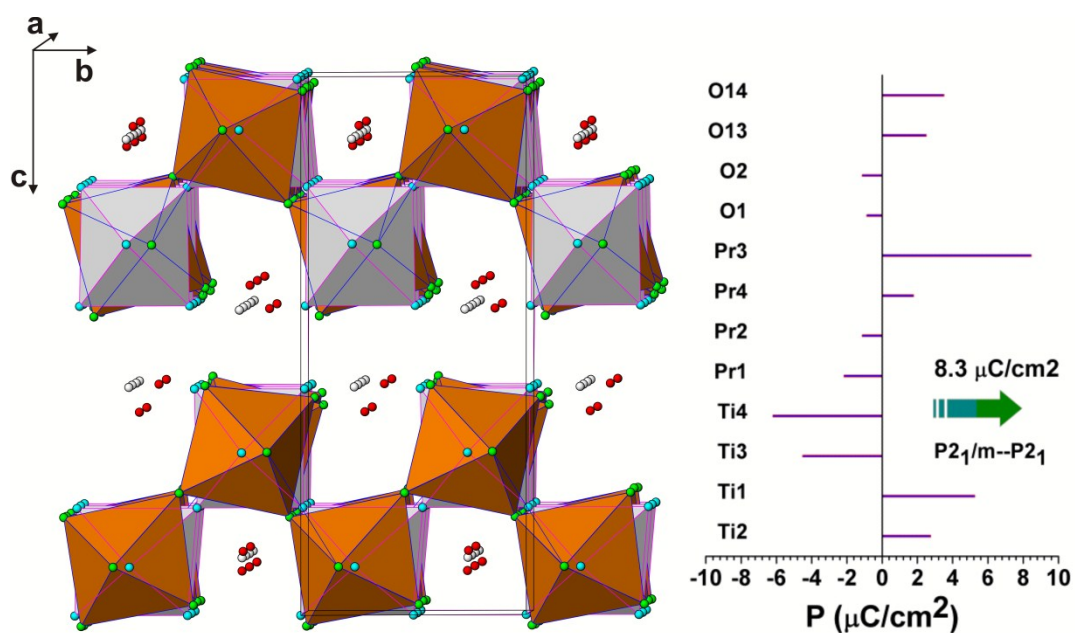 a
b
c
O14
O13
O2
O1
Pr3
Pr4
Pr2
Pr1
Ti4
Ti3
Ti1
Ti2
8.3 μC/cm2
P2₁/m--P2₁
-10 -8 -6 -4 -2 0 2 4 6 8 10
P (μC/cm²)